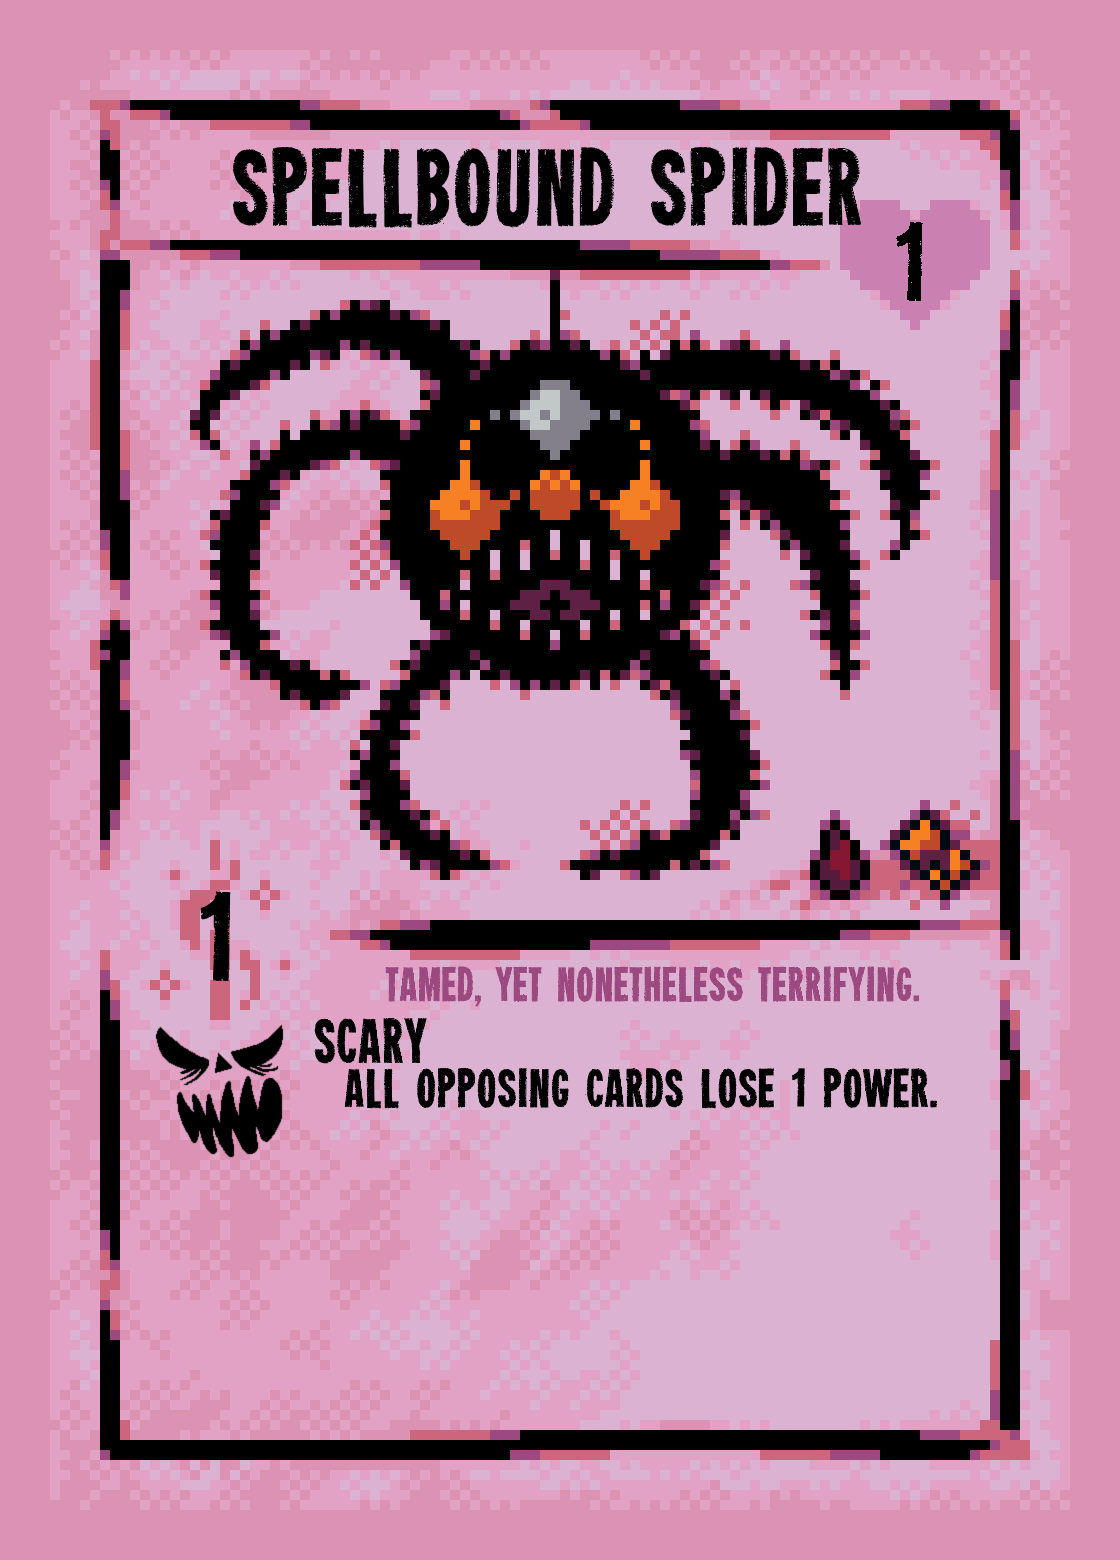 SPELLBOUND SPIDER
1
1
TAMED, YET NONETHELESS TERRIFYING.
SCARY
ALL OPPOSING CARDS LOSE 1 POWER.